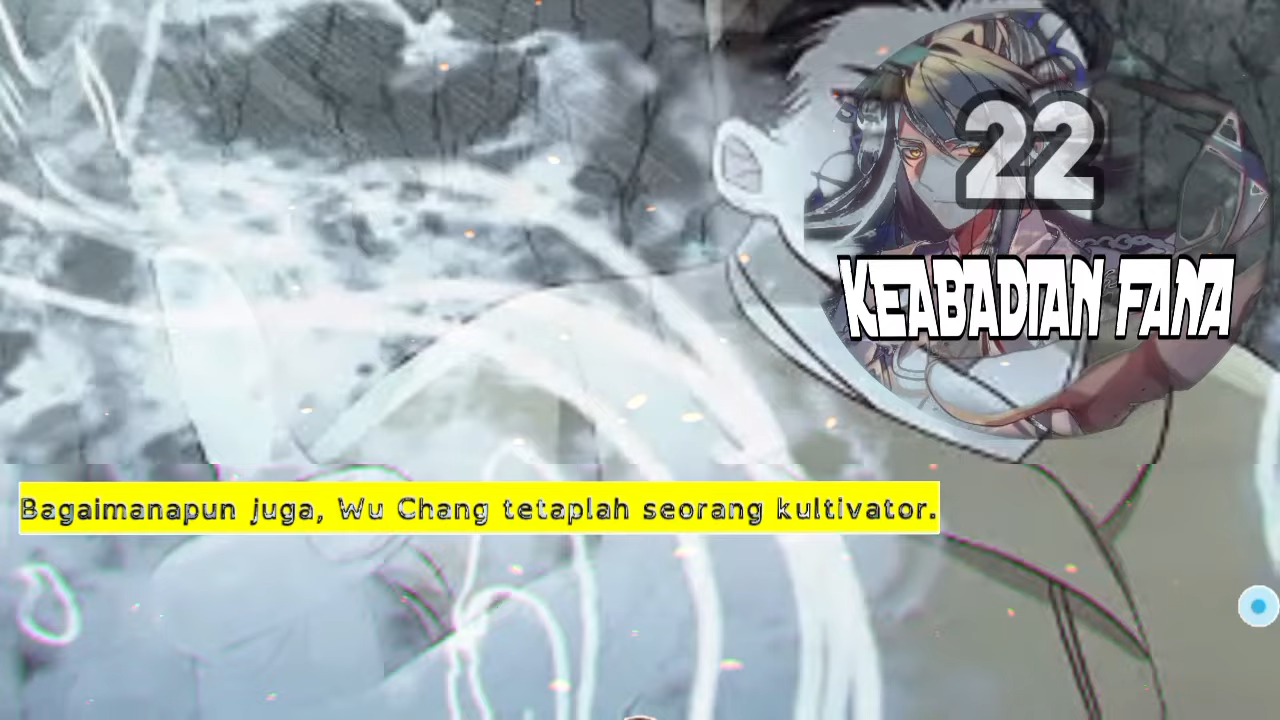 22
KEABADIAN FANA
Bagaimanapun juga, Wu Chang tetaplah seorang kultivator.